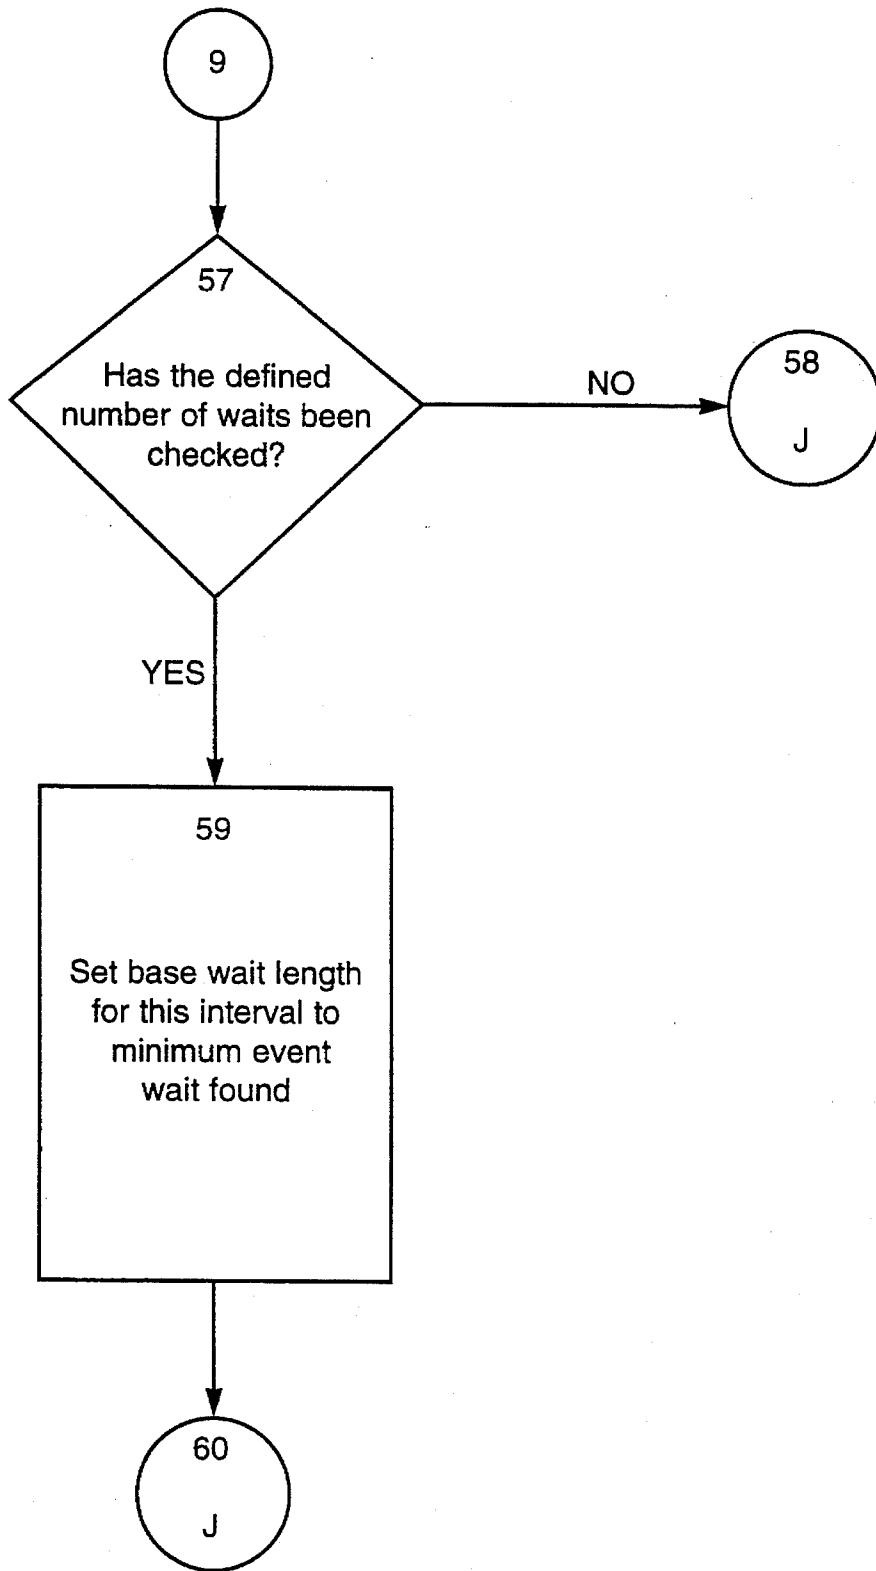 9
57
Has the defined
number of waits been
checked?
NO
58
J
YES
59
Set base wait length
for this interval to
minimum event
wait found
60
J